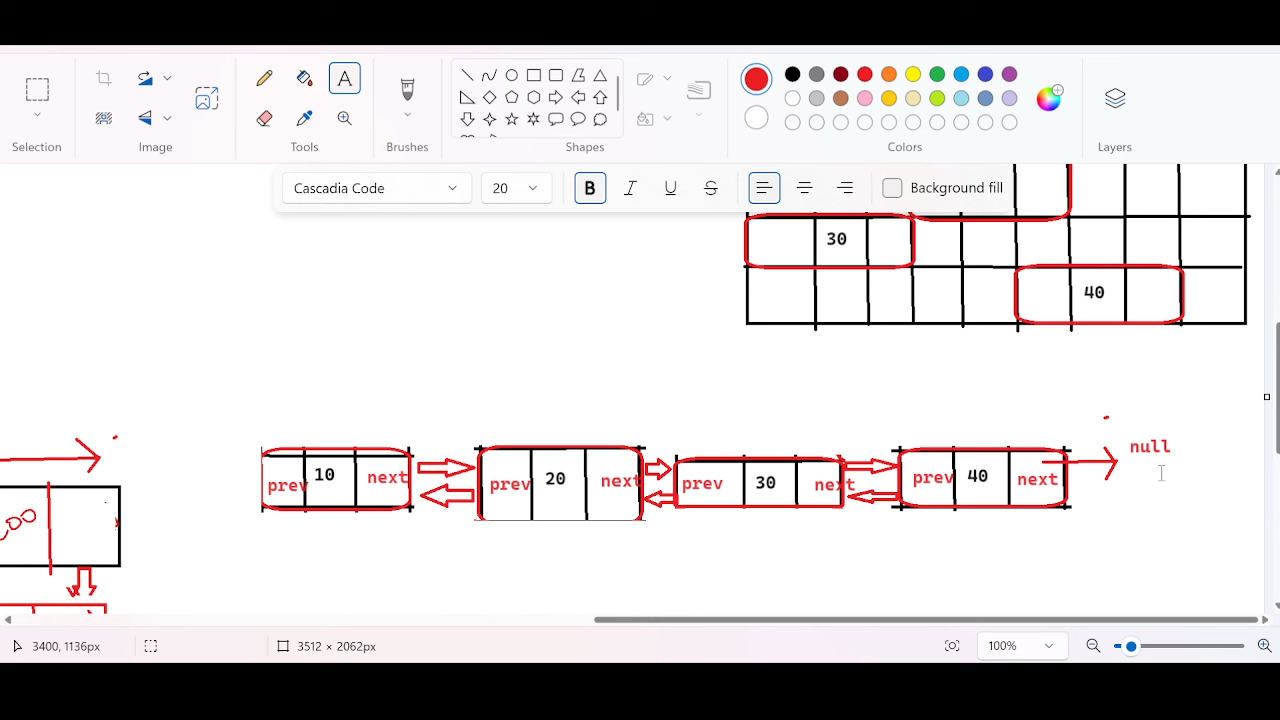 Selection
Image
Tools
Brushes
Shapes
Colors
Layers
Cascadia Code
20
B
Background fill
30
40
null
prev 10 next
prev 20 next
prev 30 next
prev 40 next
3400, 1136px
3512 × 2062px
100%